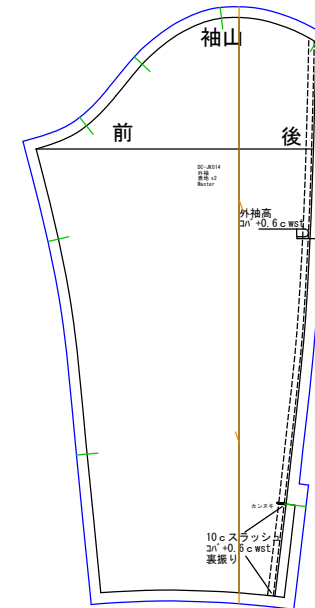 袖山
前
後
DC-JK014
外袖
表地 x2
Master
外袖高
コバ+0.6cwst
カンヌキ
10cスラッシュ
コバ+0.6cwst
裏振り